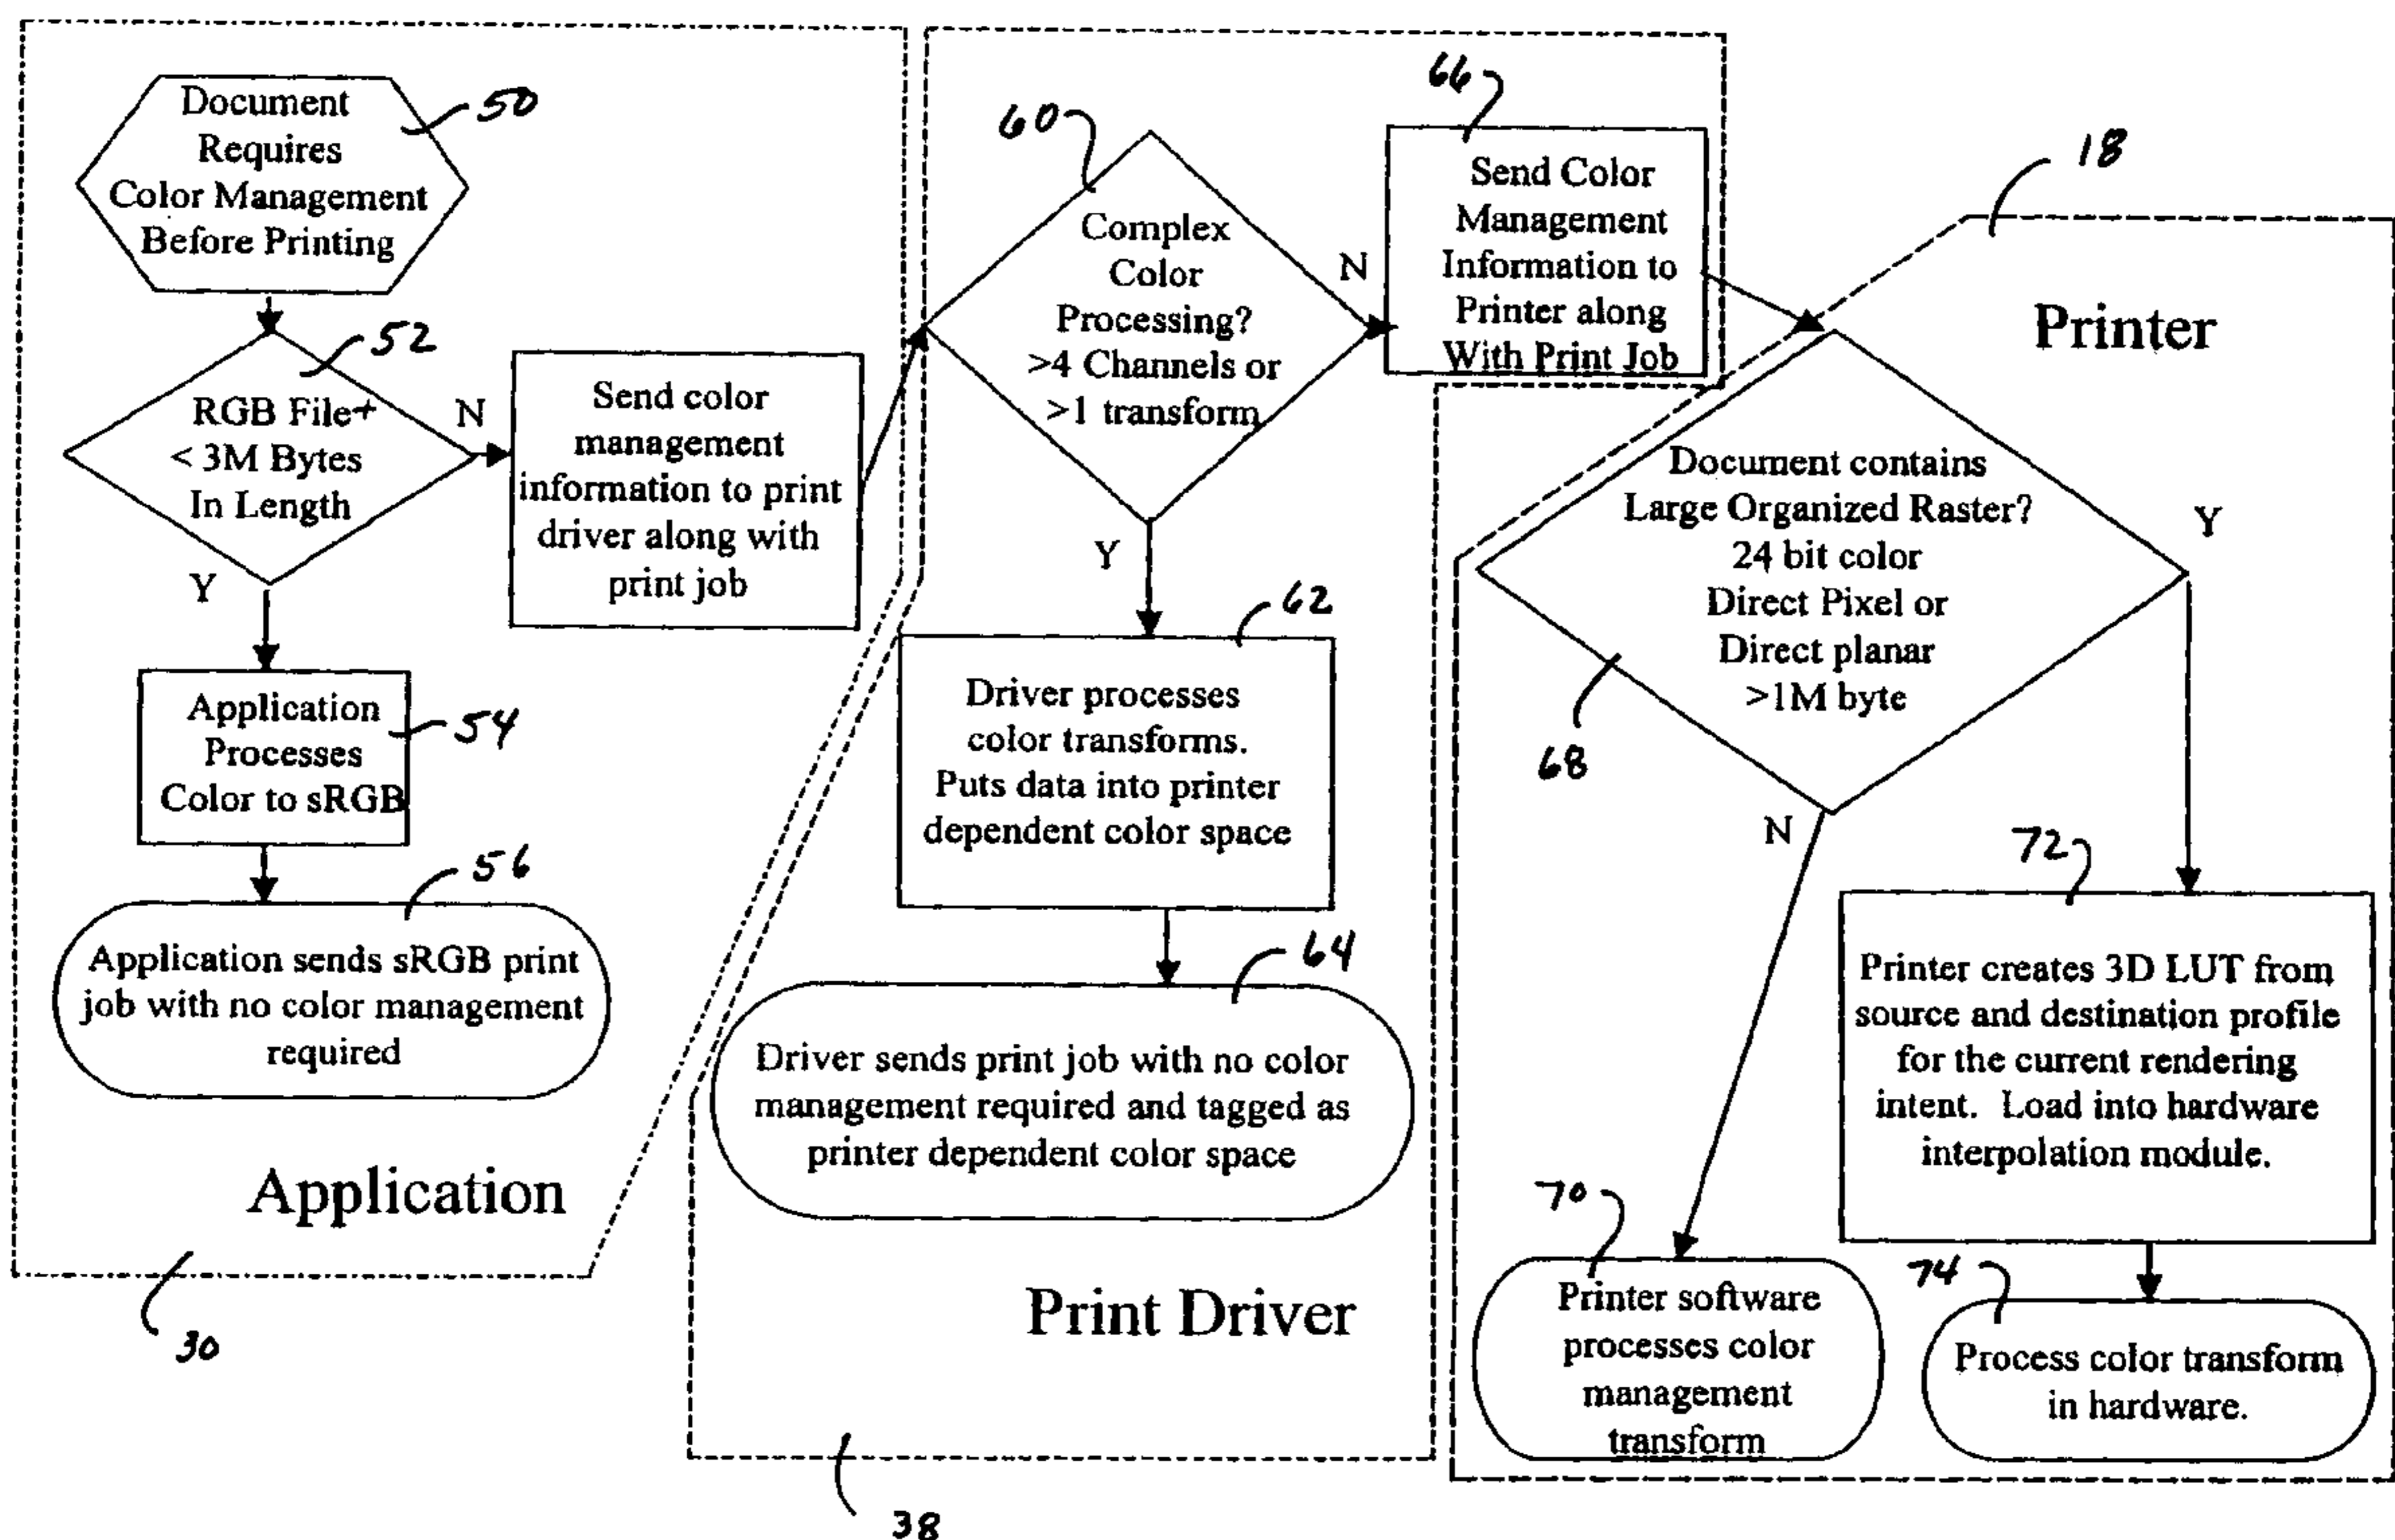 Document
Requires
Color Management
Before Printing
50
52
RGB File+
< 3M Bytes
In Length
N
Y
Send color
management
information to print
driver along with
print job
Application
Processes
Color to sRGB
54
56
Application sends sRGB print
job with no color management
required
Application
30
60
Complex
Color
Processing?
>4 Channels or
>1 transform
N
Y
66
Send Color
Management
Information to
Printer along
With Print Job
62
Driver processes
color transforms.
Puts data into printer
dependent color space
64
Driver sends print job with no color
management required and tagged as
printer dependent color space
Print Driver
38
18
Printer
Document contains
Large Organized Raster?
24 bit color
Direct Pixel or
Direct planar
>1M byte
68
Y
N
72
Printer creates 3D LUT from
source and destination profile
for the current rendering
intent. Load into hardware
interpolation module.
70
Printer software
processes color
management
transform
74
Process color transform
in hardware.